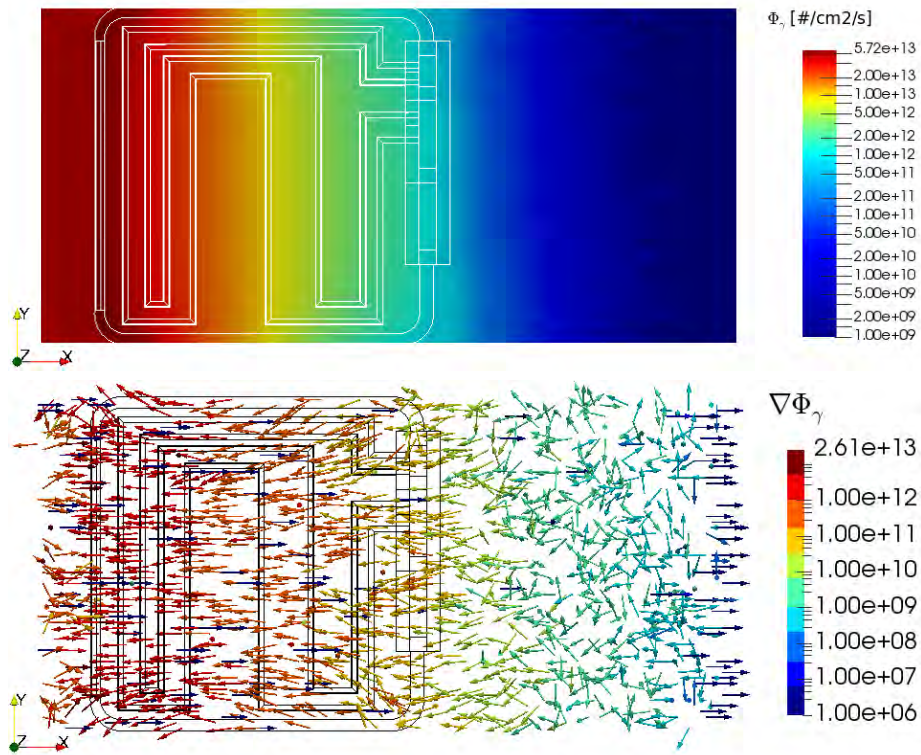 Φγ [#/cm2/s]
5.72e+13
2.00e+13
1.00e+13
5.00e+12
2.00e+12
1.00e+12
5.00e+11
2.00e+11
1.00e+11
5.00e+10
2.00e+10
1.00e+10
5.00e+09
2.00e+09
1.00e+09
Y
Z X
∇Φγ
2.61e+13
1.00e+12
1.00e+11
1.00e+10
1.00e+09
1.00e+08
1.00e+07
1.00e+06
Y
Z X